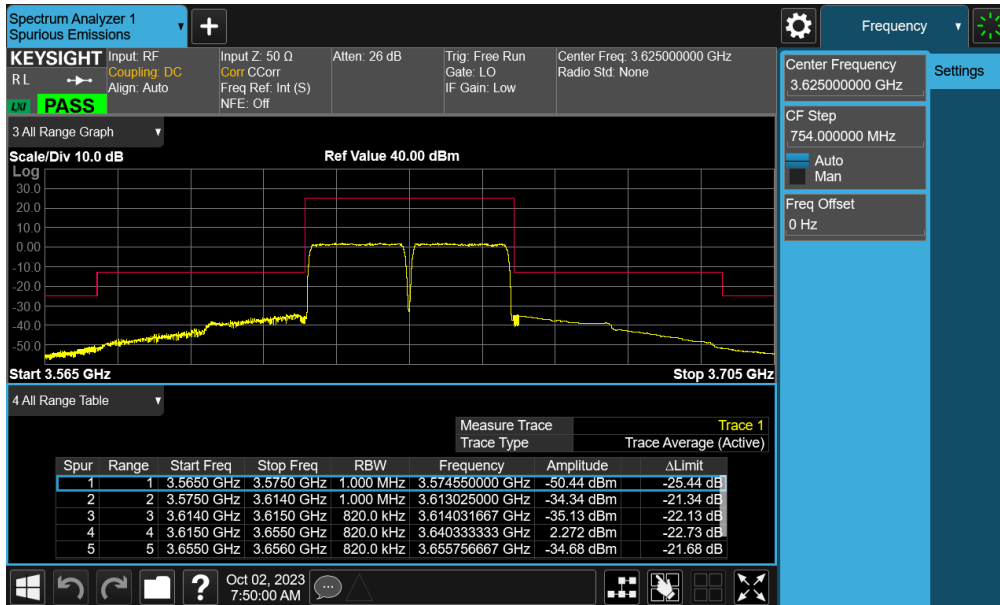 Spectrum Analyzer 1
Spurious Emissions
+
Frequency
KEYSIGHT
R L
LXI
PASS
Input: RF
Coupling: DC
Align: Auto
Input Z: 50 Ω
Corr CCorr
Freq Ref: Int (S)
NFE: Off
Atten: 26 dB
Trig: Free Run
Gate: LO
IF Gain: Low
Center Freq: 3.625000000 GHz
Radio Std: None
Center Frequency
3.625000000 GHz
Settings
CF Step
754.000000 MHz
Auto
Man
Freq Offset
0 Hz
3 All Range Graph
Scale/Div 10.0 dB Ref Value 40.00 dBm
Log
30.0
20.0
10.0
0.00
-10.0
-20.0
-30.0
-40.0
-50.0
Start 3.565 GHz Stop 3.705 GHz
4 All Range Table
Measure Trace Trace 1
Trace Type Trace Average (Active)
Spur Range Start Freq Stop Freq RBW Frequency Amplitude ΔLimit
1 1 3.5650 GHz 3.5750 GHz 1.000 MHz 3.574550000 GHz -50.44 dBm -25.44 dB
2 2 3.5750 GHz 3.6140 GHz 1.000 MHz 3.613025000 GHz -34.34 dBm -21.34 dB
3 3 3.6140 GHz 3.6150 GHz 820.0 kHz 3.614031667 GHz -35.13 dBm -22.13 dB
4 4 3.6150 GHz 3.6550 GHz 820.0 kHz 3.640333333 GHz 2.272 dBm -22.73 dB
5 5 3.6550 GHz 3.6560 GHz 820.0 kHz 3.655756667 GHz -34.68 dBm -21.68 dB
?
Oct 02, 2023
7:50:00 AM